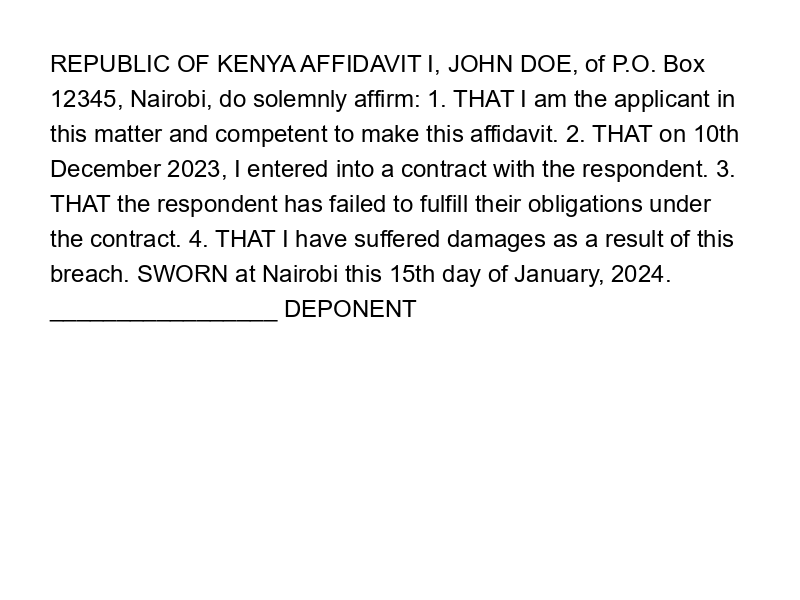 REPUBLIC OF KENYA AFFIDAVIT I, JOHN DOE, of P.O. Box
12345, Nairobi, do solemnly affirm: 1. THAT I am the applicant in
this matter and competent to make this affidavit. 2. THAT on 10th
December 2023, I entered into a contract with the respondent. 3.
THAT the respondent has failed to fulfill their obligations under
the contract. 4. THAT I have suffered damages as a result of this
breach. SWORN at Nairobi this 15th day of January, 2024.
_________________ DEPONENT